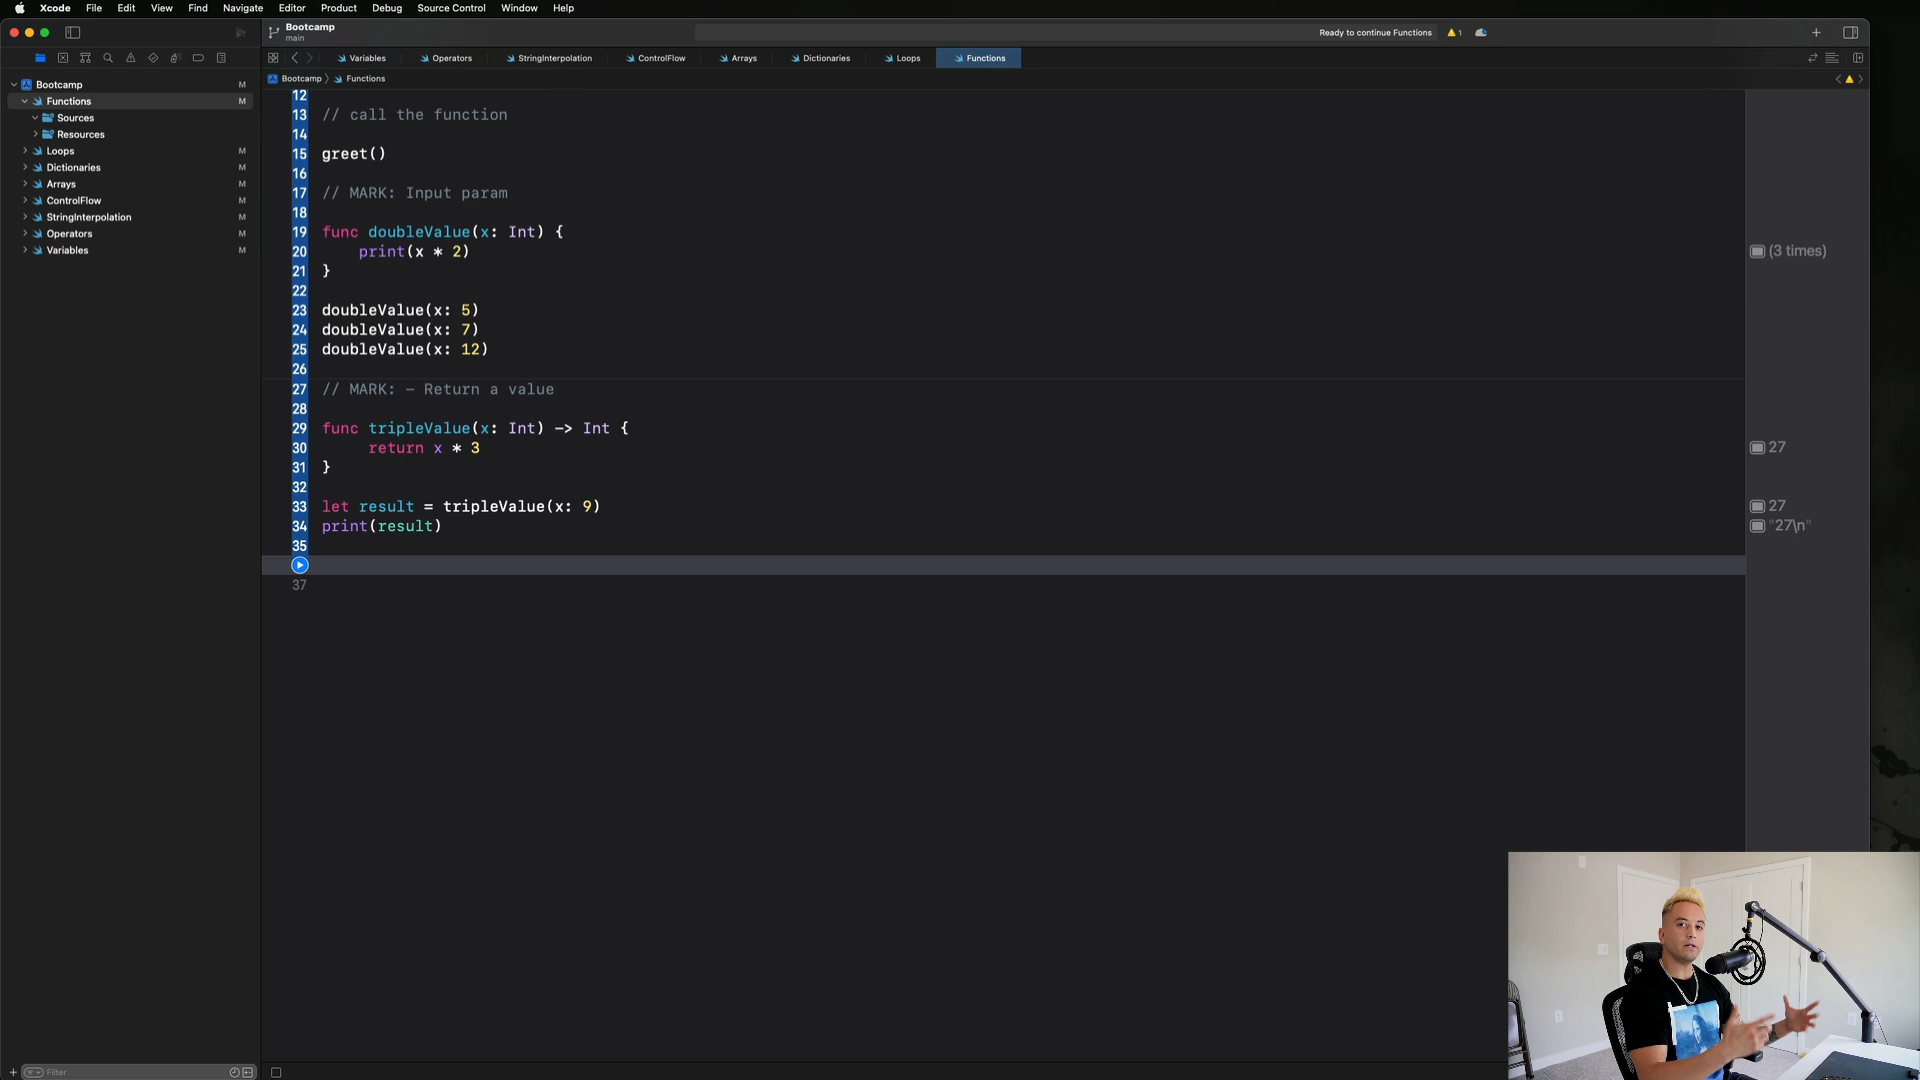 Xcode File Edit View Find Navigate Editor Product Debug Source Control Window Help
Bootcamp
main
Ready to continue Functions
1
Variables Operators StringInterpolation ControlFlow Arrays Dictionaries Loops Functions
Bootcamp Functions
Bootcamp M
Functions M
Sources
Resources
Loops M
Dictionaries M
Arrays M
ControlFlow M
StringInterpolation M
Operators M
Variables M
12
13 // call the function
14
15 greet()
16
17 // MARK: Input param
18
19 func doubleValue(x: Int) {
20 print(x * 2) (3 times)
21 }
22
23 doubleValue(x: 5)
24 doubleValue(x: 7)
25 doubleValue(x: 12)
26
27 // MARK: - Return a value
28
29 func tripleValue(x: Int) -> Int {
30 return x * 3 27
31 }
32
33 let result = tripleValue(x: 9) 27
34 print(result) "27\n"
35
37
Filter